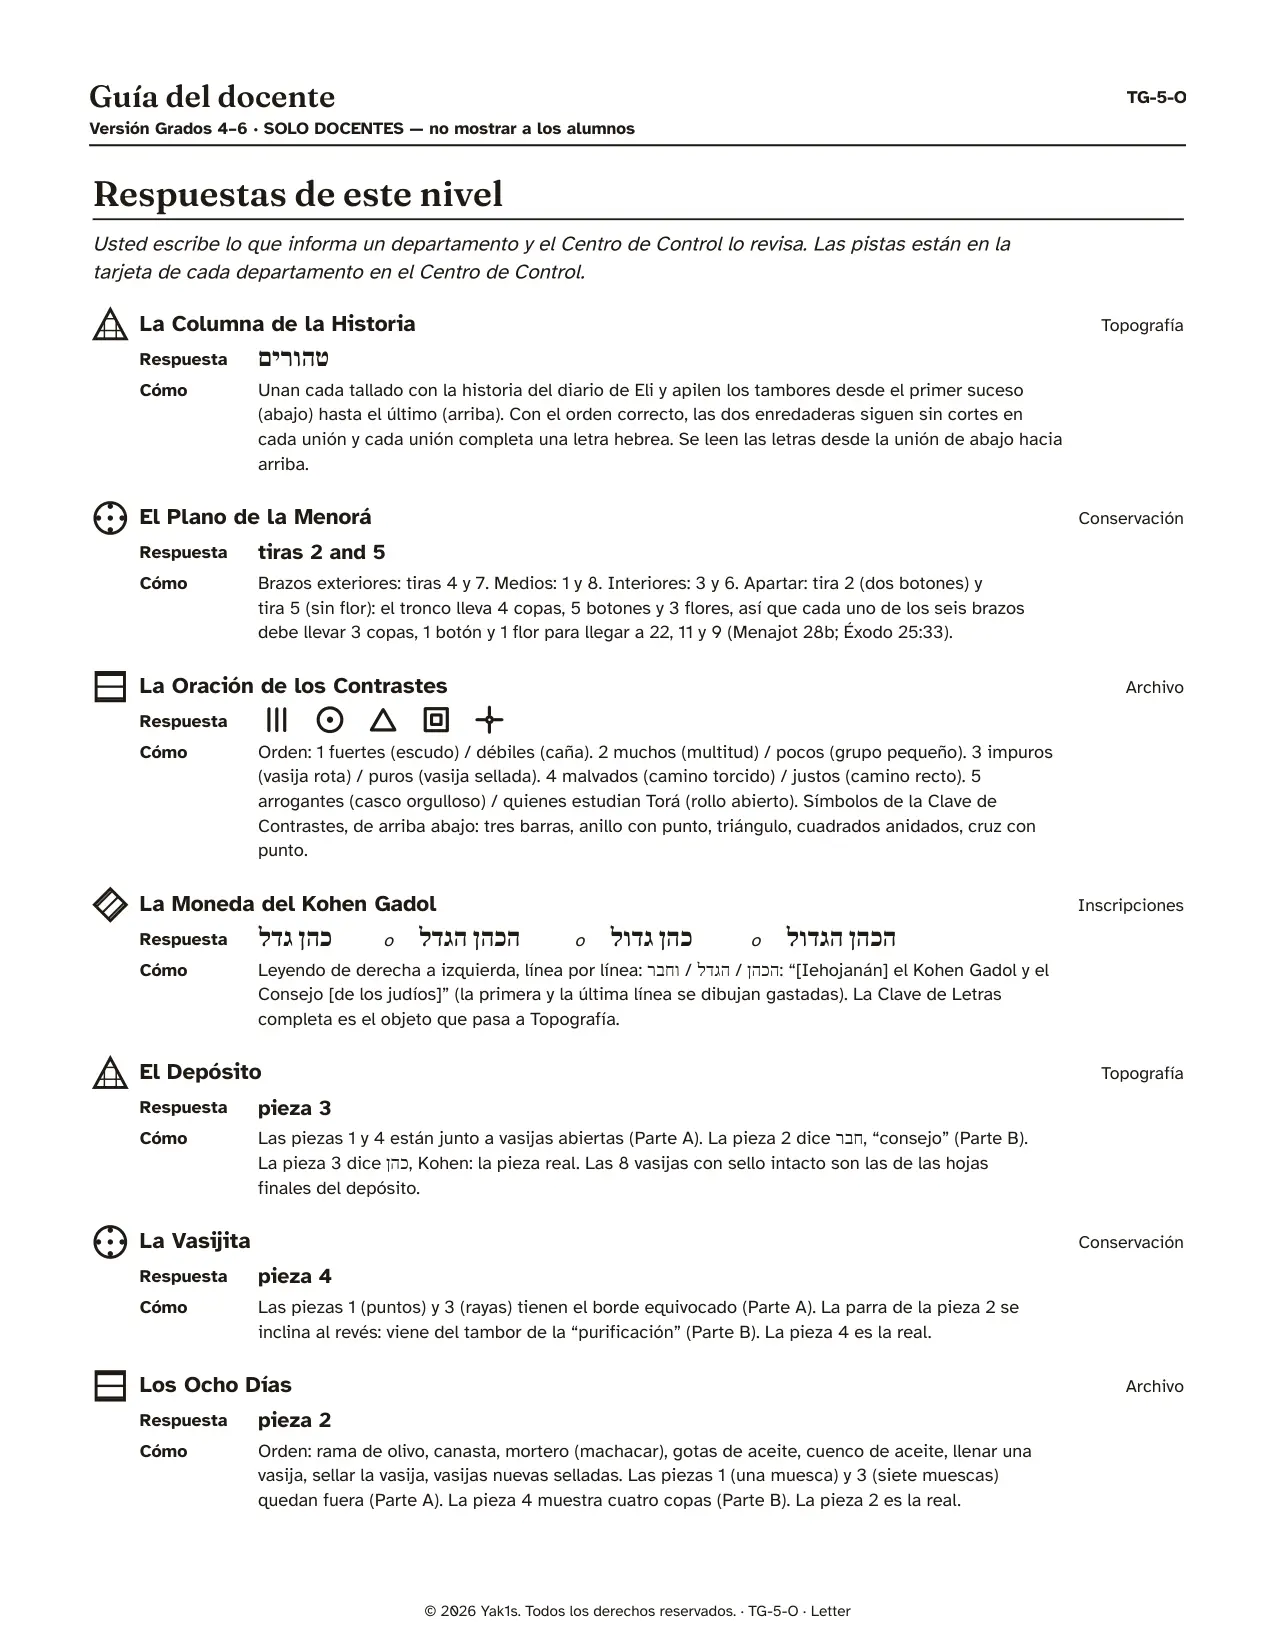 Guía del docente
TG-5-O
Versión Grados 4–6 · SOLO DOCENTES — no mostrar a los alumnos
Respuestas de este nivel
Usted escribe lo que informa un departamento y el Centro de Control lo revisa. Las pistas están en la
tarjeta de cada departamento en el Centro de Control.
La Columna de la Historia
Topografía
Respuesta טהורים
Cómo Unan cada tallado con la historia del diario de Eli y apilen los tambores desde el primer suceso
(abajo) hasta el último (arriba). Con el orden correcto, las dos enredaderas siguen sin cortes en
cada unión y cada unión completa una letra hebrea. Se leen las letras desde la unión de abajo hacia
arriba.
El Plano de la Menorá
Conservación
Respuesta tiras 2 and 5
Cómo Brazos exteriores: tiras 4 y 7. Medios: 1 y 8. Interiores: 3 y 6. Apartar: tira 2 (dos botones) y
tira 5 (sin flor): el tronco lleva 4 copas, 5 botones y 3 flores, así que cada uno de los seis brazos
debe llevar 3 copas, 1 botón y 1 flor para llegar a 22, 11 y 9 (Menajot 28b; Éxodo 25:33).
La Oración de los Contrastes
Archivo
Respuesta
Cómo Orden: 1 fuertes (escudo) / débiles (caña). 2 muchos (multitud) / pocos (grupo pequeño). 3 impuros
(vasija rota) / puros (vasija sellada). 4 malvados (camino torcido) / justos (camino recto). 5
arrogantes (casco orgulloso) / quienes estudian Torá (rollo abierto). Símbolos de la Clave de
Contrastes, de arriba abajo: tres barras, anillo con punto, triángulo, cuadrados anidados, cruz con
punto.
La Moneda del Kohen Gadol
Inscripciones
Respuesta כהן גדל o הכהן הגדל o כהן גדול o הכהן הגדול
Cómo Leyendo de derecha a izquierda, línea por línea: הכהן / הגדל / וחבר: “[Iehojanán] el Kohen Gadol y el
Consejo [de los judíos]” (la primera y la última línea se dibujan gastadas). La Clave de Letras
completa es el objeto que pasa a Topografía.
El Depósito
Topografía
Respuesta pieza 3
Cómo Las piezas 1 y 4 están junto a vasijas abiertas (Parte A). La pieza 2 dice חבר, “consejo” (Parte B).
La pieza 3 dice כהן, Kohen: la pieza real. Las 8 vasijas con sello intacto son las de las hojas
finales del depósito.
La Vasijita
Conservación
Respuesta pieza 4
Cómo Las piezas 1 (puntos) y 3 (rayas) tienen el borde equivocado (Parte A). La parra de la pieza 2 se
inclina al revés: viene del tambor de la “purificación” (Parte B). La pieza 4 es la real.
Los Ocho Días
Archivo
Respuesta pieza 2
Cómo Orden: rama de olivo, canasta, mortero (machacar), gotas de aceite, cuenco de aceite, llenar una
vasija, sellar la vasija, vasijas nuevas selladas. Las piezas 1 (una muesca) y 3 (siete muescas)
quedan fuera (Parte A). La pieza 4 muestra cuatro copas (Parte B). La pieza 2 es la real.
© 2026 Yak1s. Todos los derechos reservados. · TG-5-O · Letter